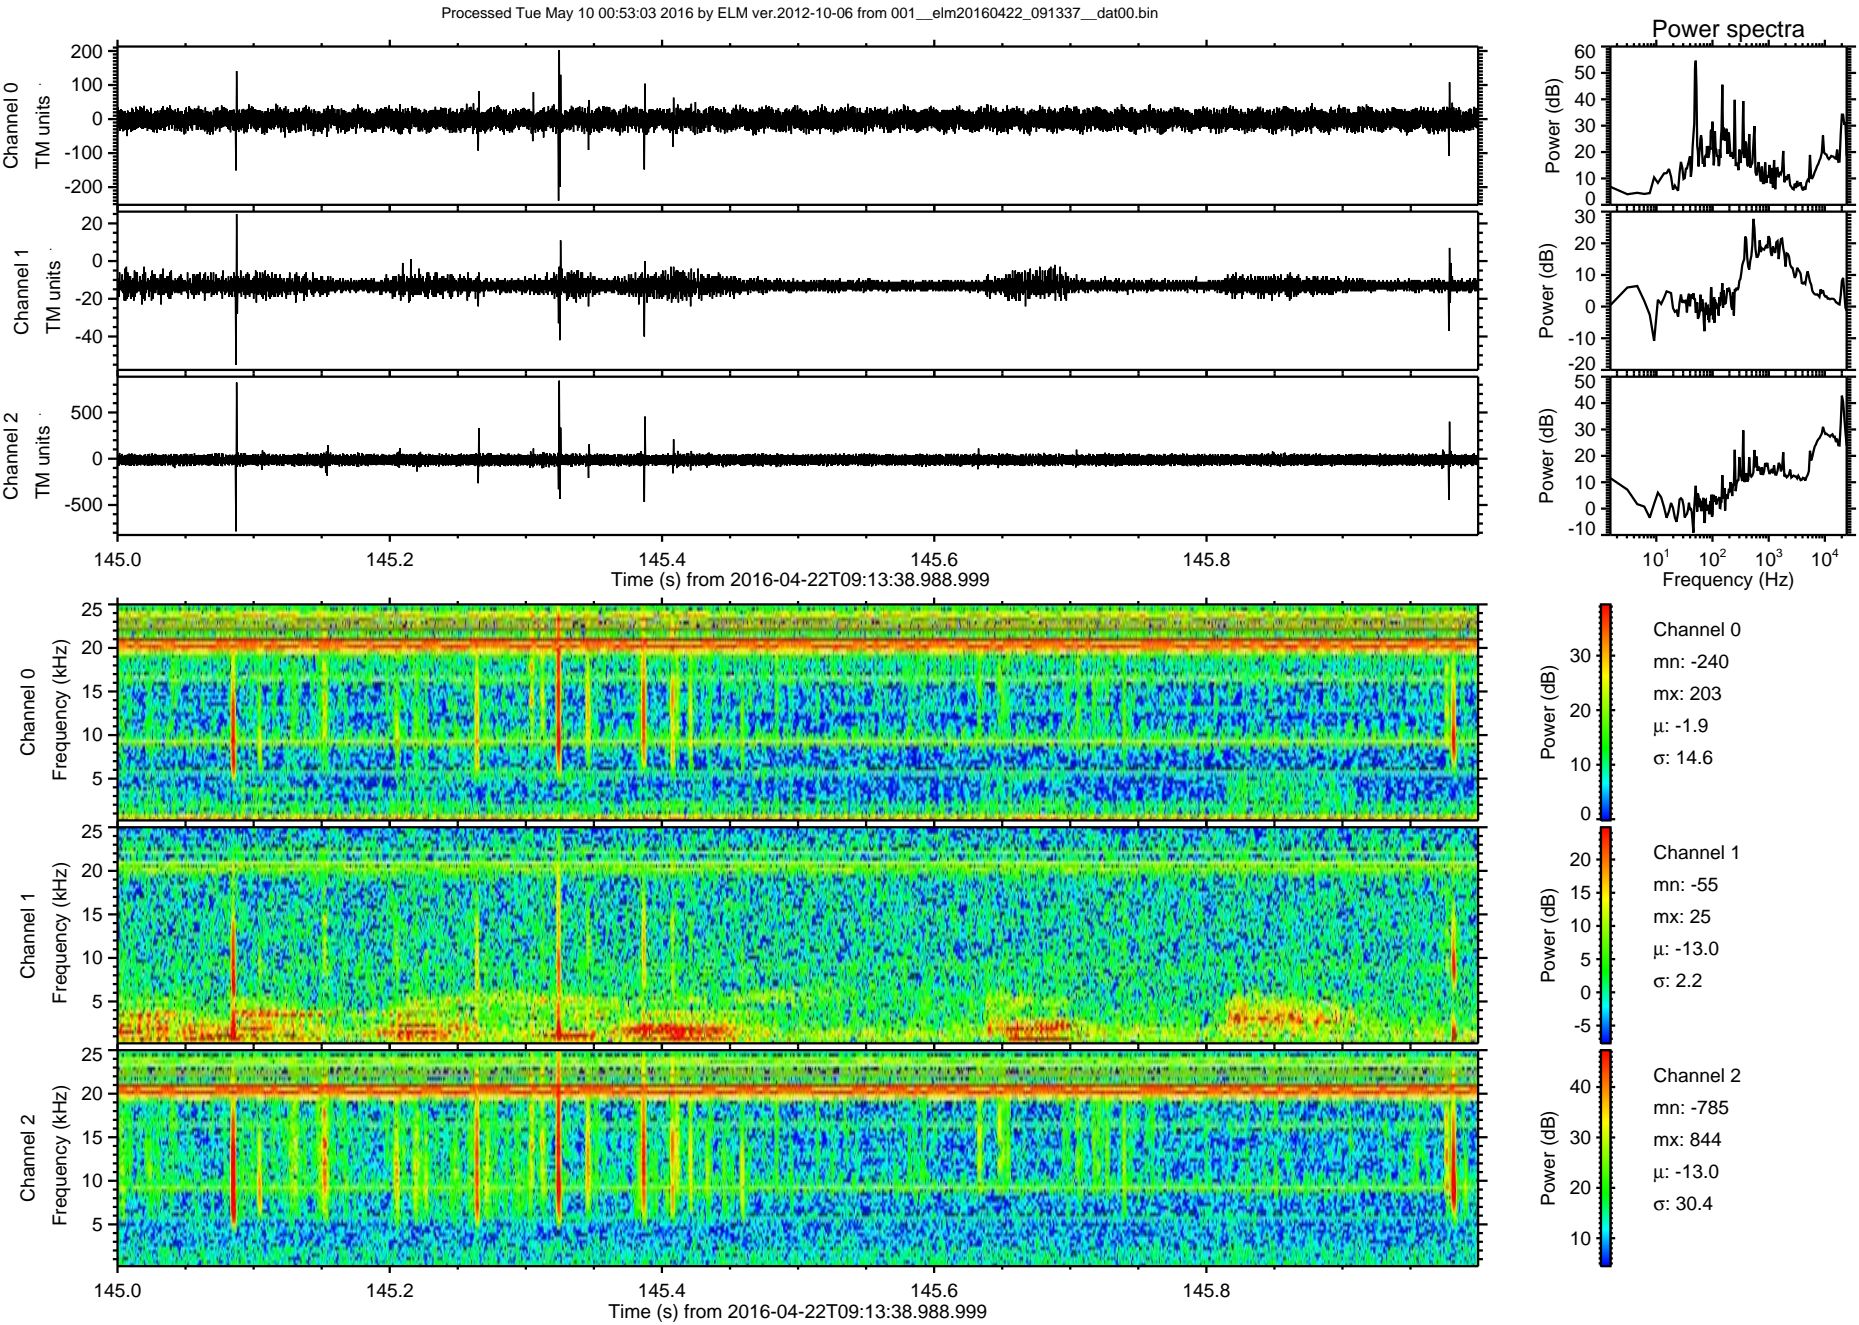 Processed Tue May 10 00:53:03 2016 by ELM ver.2012-10-06 from 001__elm20160422_091337__dat00.bin
Power spectra
Channel 0
TM units
200
100
0
-100
-200
Power (dB)
60
50
40
30
20
10
0
Channel 1
TM units
20
0
-20
-40
Power (dB)
30
20
10
0
-10
-20
Channel 2
TM units
500
0
-500
Power (dB)
50
40
30
20
10
0
-10
145.0 145.2 145.4 145.6 145.8
Time (s) from 2016-04-22T09:13:38.988.999
10^1 10^2 10^3 10^4
Frequency (Hz)
Channel 0
Frequency (kHz)
25
20
15
10
5
Power (dB)
30
20
10
0
Channel 0
mn: -240
mx: 203
μ: -1.9
σ: 14.6
Channel 1
Frequency (kHz)
25
20
15
10
5
Power (dB)
20
15
10
5
0
-5
Channel 1
mn: -55
mx: 25
μ: -13.0
σ: 2.2
Channel 2
Frequency (kHz)
25
20
15
10
5
Power (dB)
40
30
20
10
Channel 2
mn: -785
mx: 844
μ: -13.0
σ: 30.4
145.0 145.2 145.4 145.6 145.8
Time (s) from 2016-04-22T09:13:38.988.999